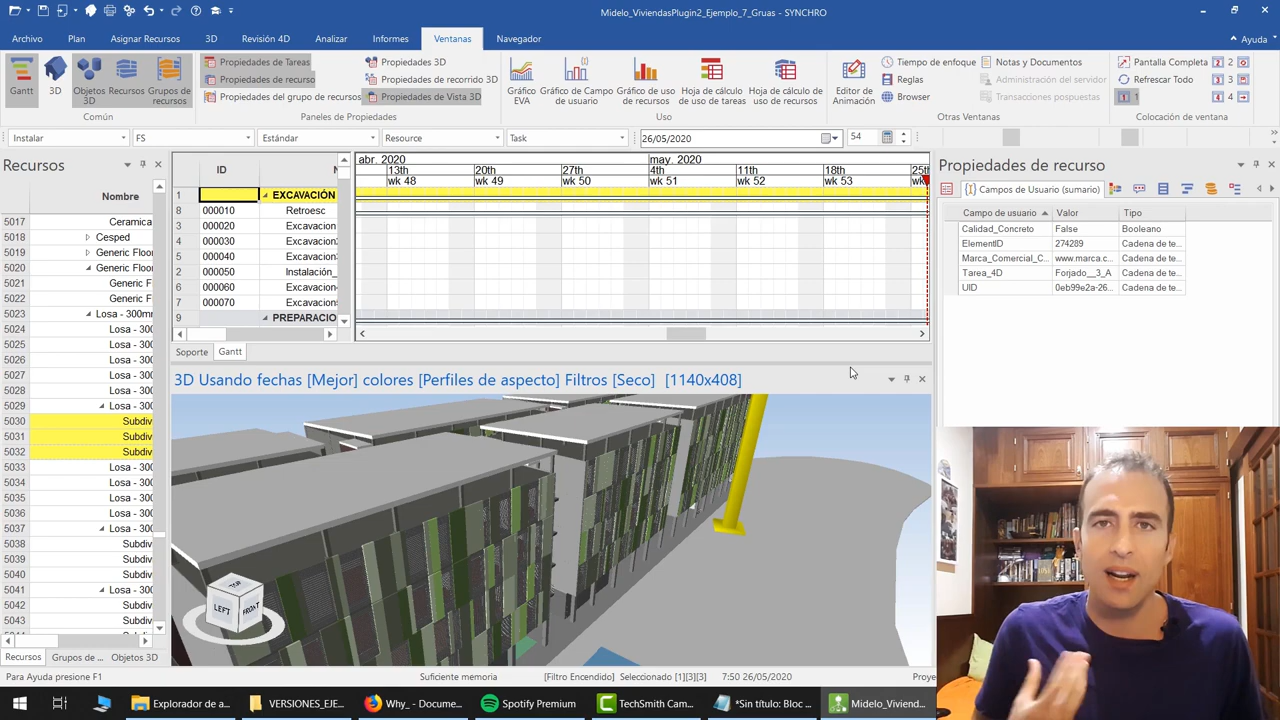 Midelo_ViviendasPlugin2_Ejemplo_7_Gruas - SYNCHRO
Archivo Plan Asignar Recursos 3D Revisión 4D Analizar Informes Ventanas Navegador Ayuda
Gantt 3D Objetos 3D Recursos Grupos de recursos
Común
Propiedades de Tareas Propiedades 3D
Propiedades de recurso Propiedades de recorrido 3D
Propiedades del grupo de recursos Propiedades de Vista 3D
Paneles de Propiedades
Gráfico EVA Gráfico de Campo de usuario Gráfico de uso de recursos Hoja de cálculo de uso de tareas Hoja de cálculo de uso de recursos
Uso
Editor de Animación
Tiempo de enfoque Notas y Documentos
Reglas Administración del servidor
Browser Transacciones pospuestas
Otras Ventanas
Pantalla Completa 2
Refrescar Todo 3
1 4
Colocación de ventana
Instalar FS Estándar Resource Task 26/05/2020 54
Recursos
Nombre
5017 Ceramica
5018 Cesped
5019 Generic Floor
5020 Generic Floor
5021 Generic F
5022 Generic F
5023 Losa - 300m
5024 Losa - 300
5025 Losa - 300
5026 Losa - 300
5027 Losa - 300
5028 Losa - 300
5029 Losa - 300
5030 Subdiv
5031 Subdiv
5032 Subdiv
5033 Losa - 300
5034 Losa - 300
5035 Losa - 300
5036 Losa - 300
5037 Losa - 300
5038 Subdiv
5039 Subdiv
5040 Subdiv
5041 Losa - 300
5042 Subdiv
5043 Subdiv
Recursos Grupos de ... Objetos 3D
ID
abr. 2020 may. 2020
13th 20th 27th 4th 11th 18th 25th
wk 48 wk 49 wk 50 wk 51 wk 52 wk 53 wk
1 EXCAVACIÓN
8 000010 Retroesc
3 000020 Excavacion
4 000030 Excavacion
5 000040 Excavacion
2 000050 Instalación_
6 000060 Excavacion
7 000070 Excavacion
9 PREPARACIO
Soporte Gantt
3D Usando fechas [Mejor] colores [Perfiles de aspecto] Filtros [Seco] [1140x408]
TOP
LEFT FRONT
Propiedades de recurso
Campos de Usuario (sumario)
Campo de usuario Valor Tipo
Calidad_Concreto False Booleano
ElementID 274289 Cadena de te...
Marca_Comercial_C... www.marca.c... Cadena de te...
Tarea_4D Forjado__3_A Cadena de te...
UID 0eb99e2a-26... Cadena de te...
Para Ayuda presione F1 Suficiente memoria [Filtro Encendido] Seleccionado [1][3][3] 7:50 26/05/2020 Proye
Explorador de a... VERSIONES_EJE... Why_ - Docume... Spotify Premium TechSmith Cam... *Sin título: Bloc ... Midelo_Viviend...